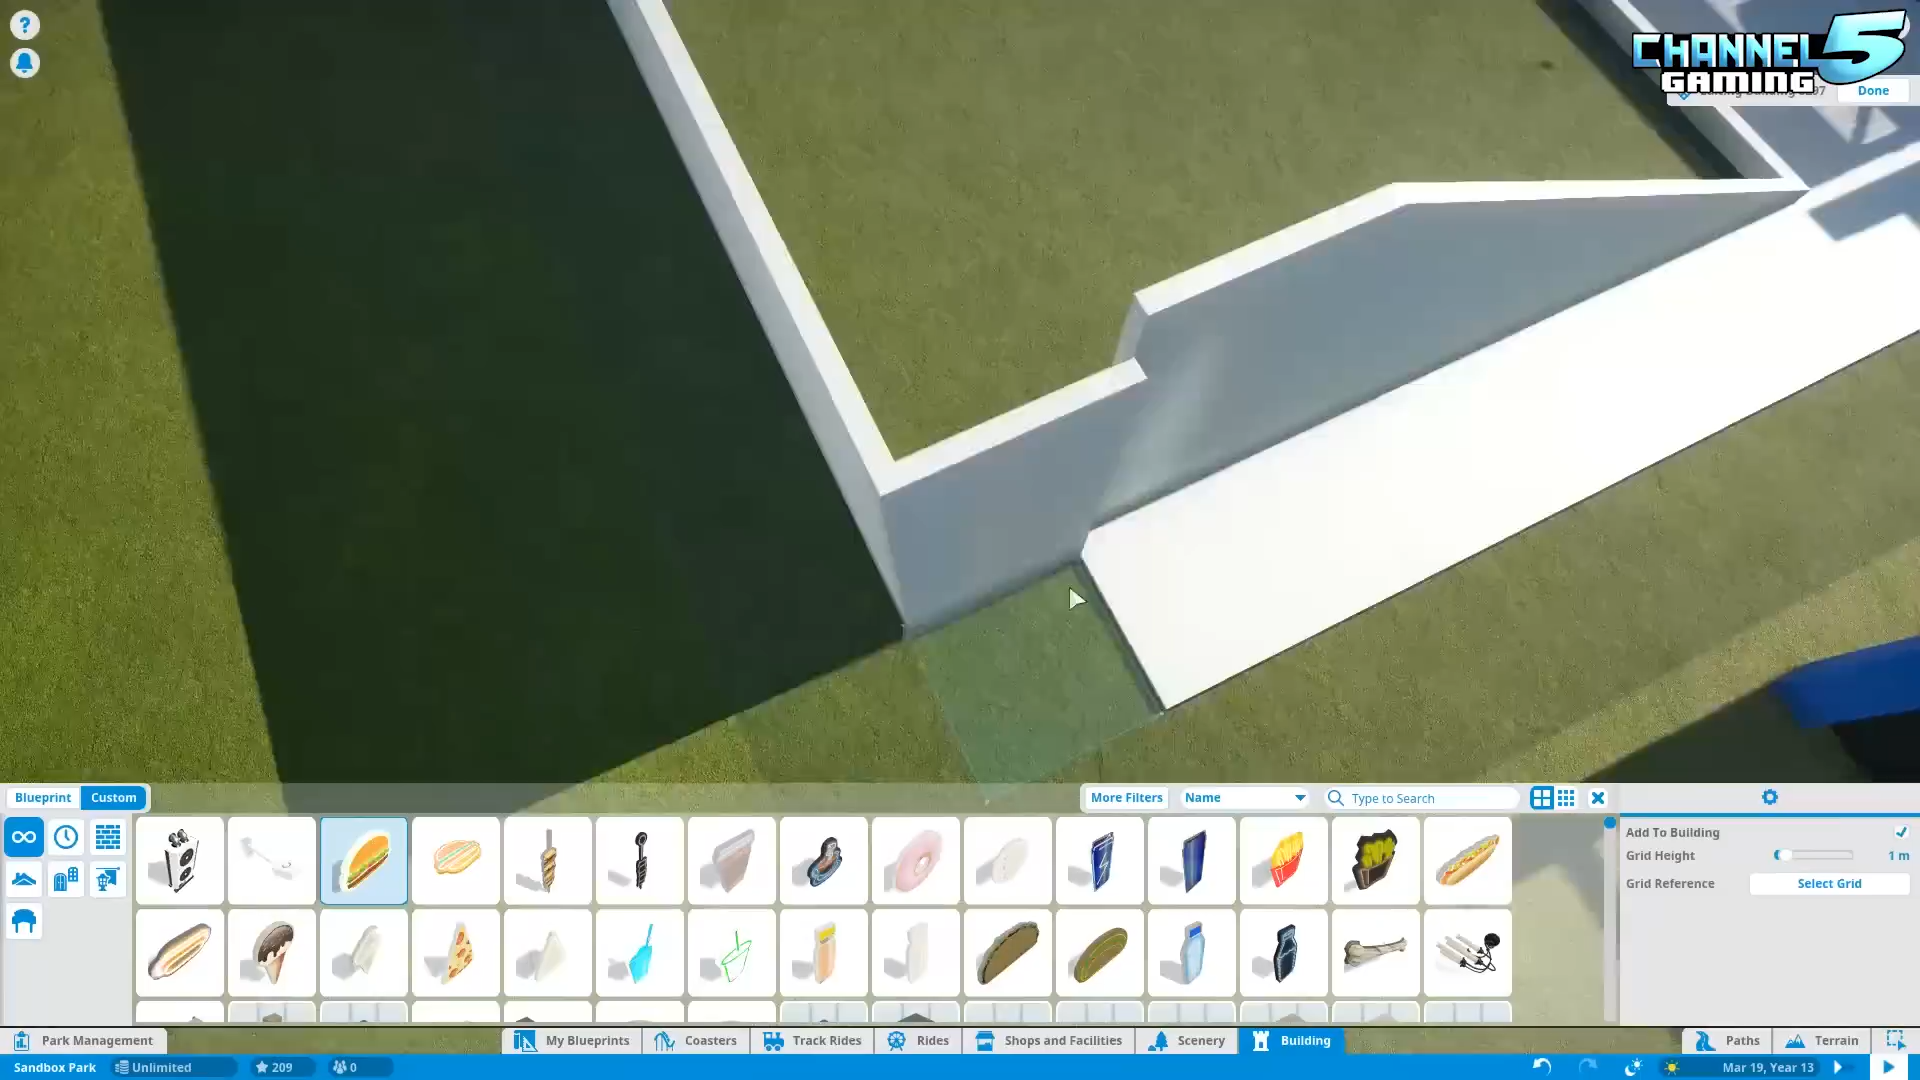 CHANNEL 5
GAMING
Done
Blueprint
Custom
More Filters
Name
Type to Search
Add To Building
Grid Height
1 m
Grid Reference
Select Grid
Park Management
My Blueprints
Coasters
Track Rides
Rides
Shops and Facilities
Scenery
Building
Paths
Terrain
Sandbox Park
Unlimited
209
0
Mar 19, Year 13